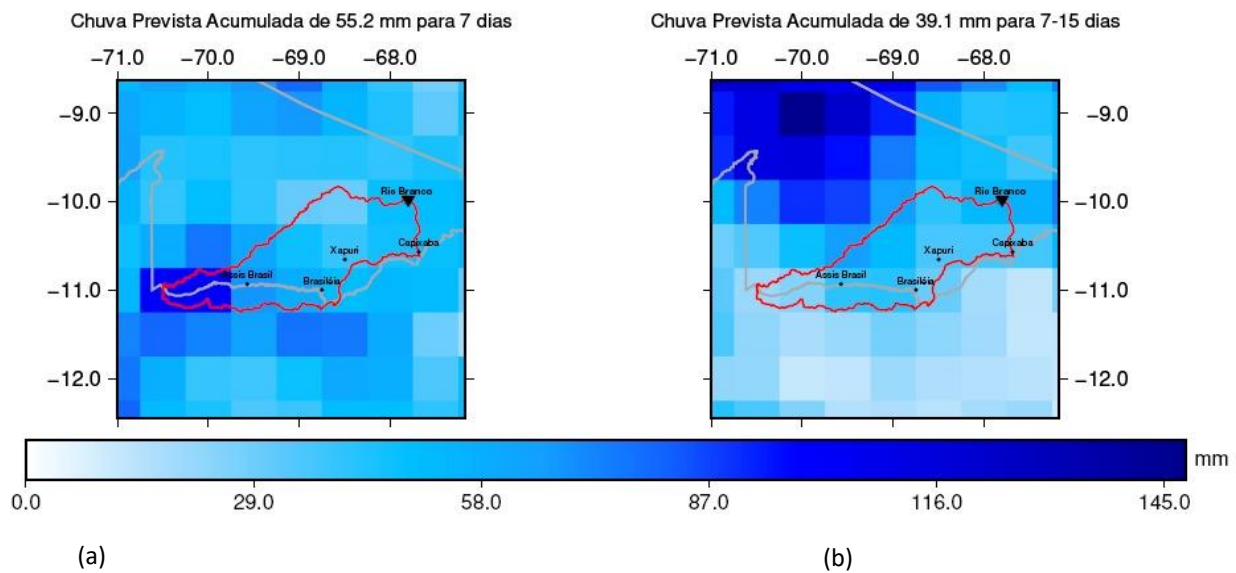 Chuva Prevista Acumulada de 55.2 mm para 7 dias
−71.0 −70.0 −69.0 −68.0
−9.0
−10.0
−11.0
−12.0
Rio Branco
Capixaba
Xapuri
Assis Brasil
Brasiléia
Chuva Prevista Acumulada de 39.1 mm para 7-15 dias
−71.0 −70.0 −69.0 −68.0
−9.0
−10.0
−11.0
−12.0
Rio Branco
Capixaba
Xapuri
Assis Brasil
Brasiléia
mm
0.0 29.0 58.0 87.0 116.0 145.0
(a) (b)